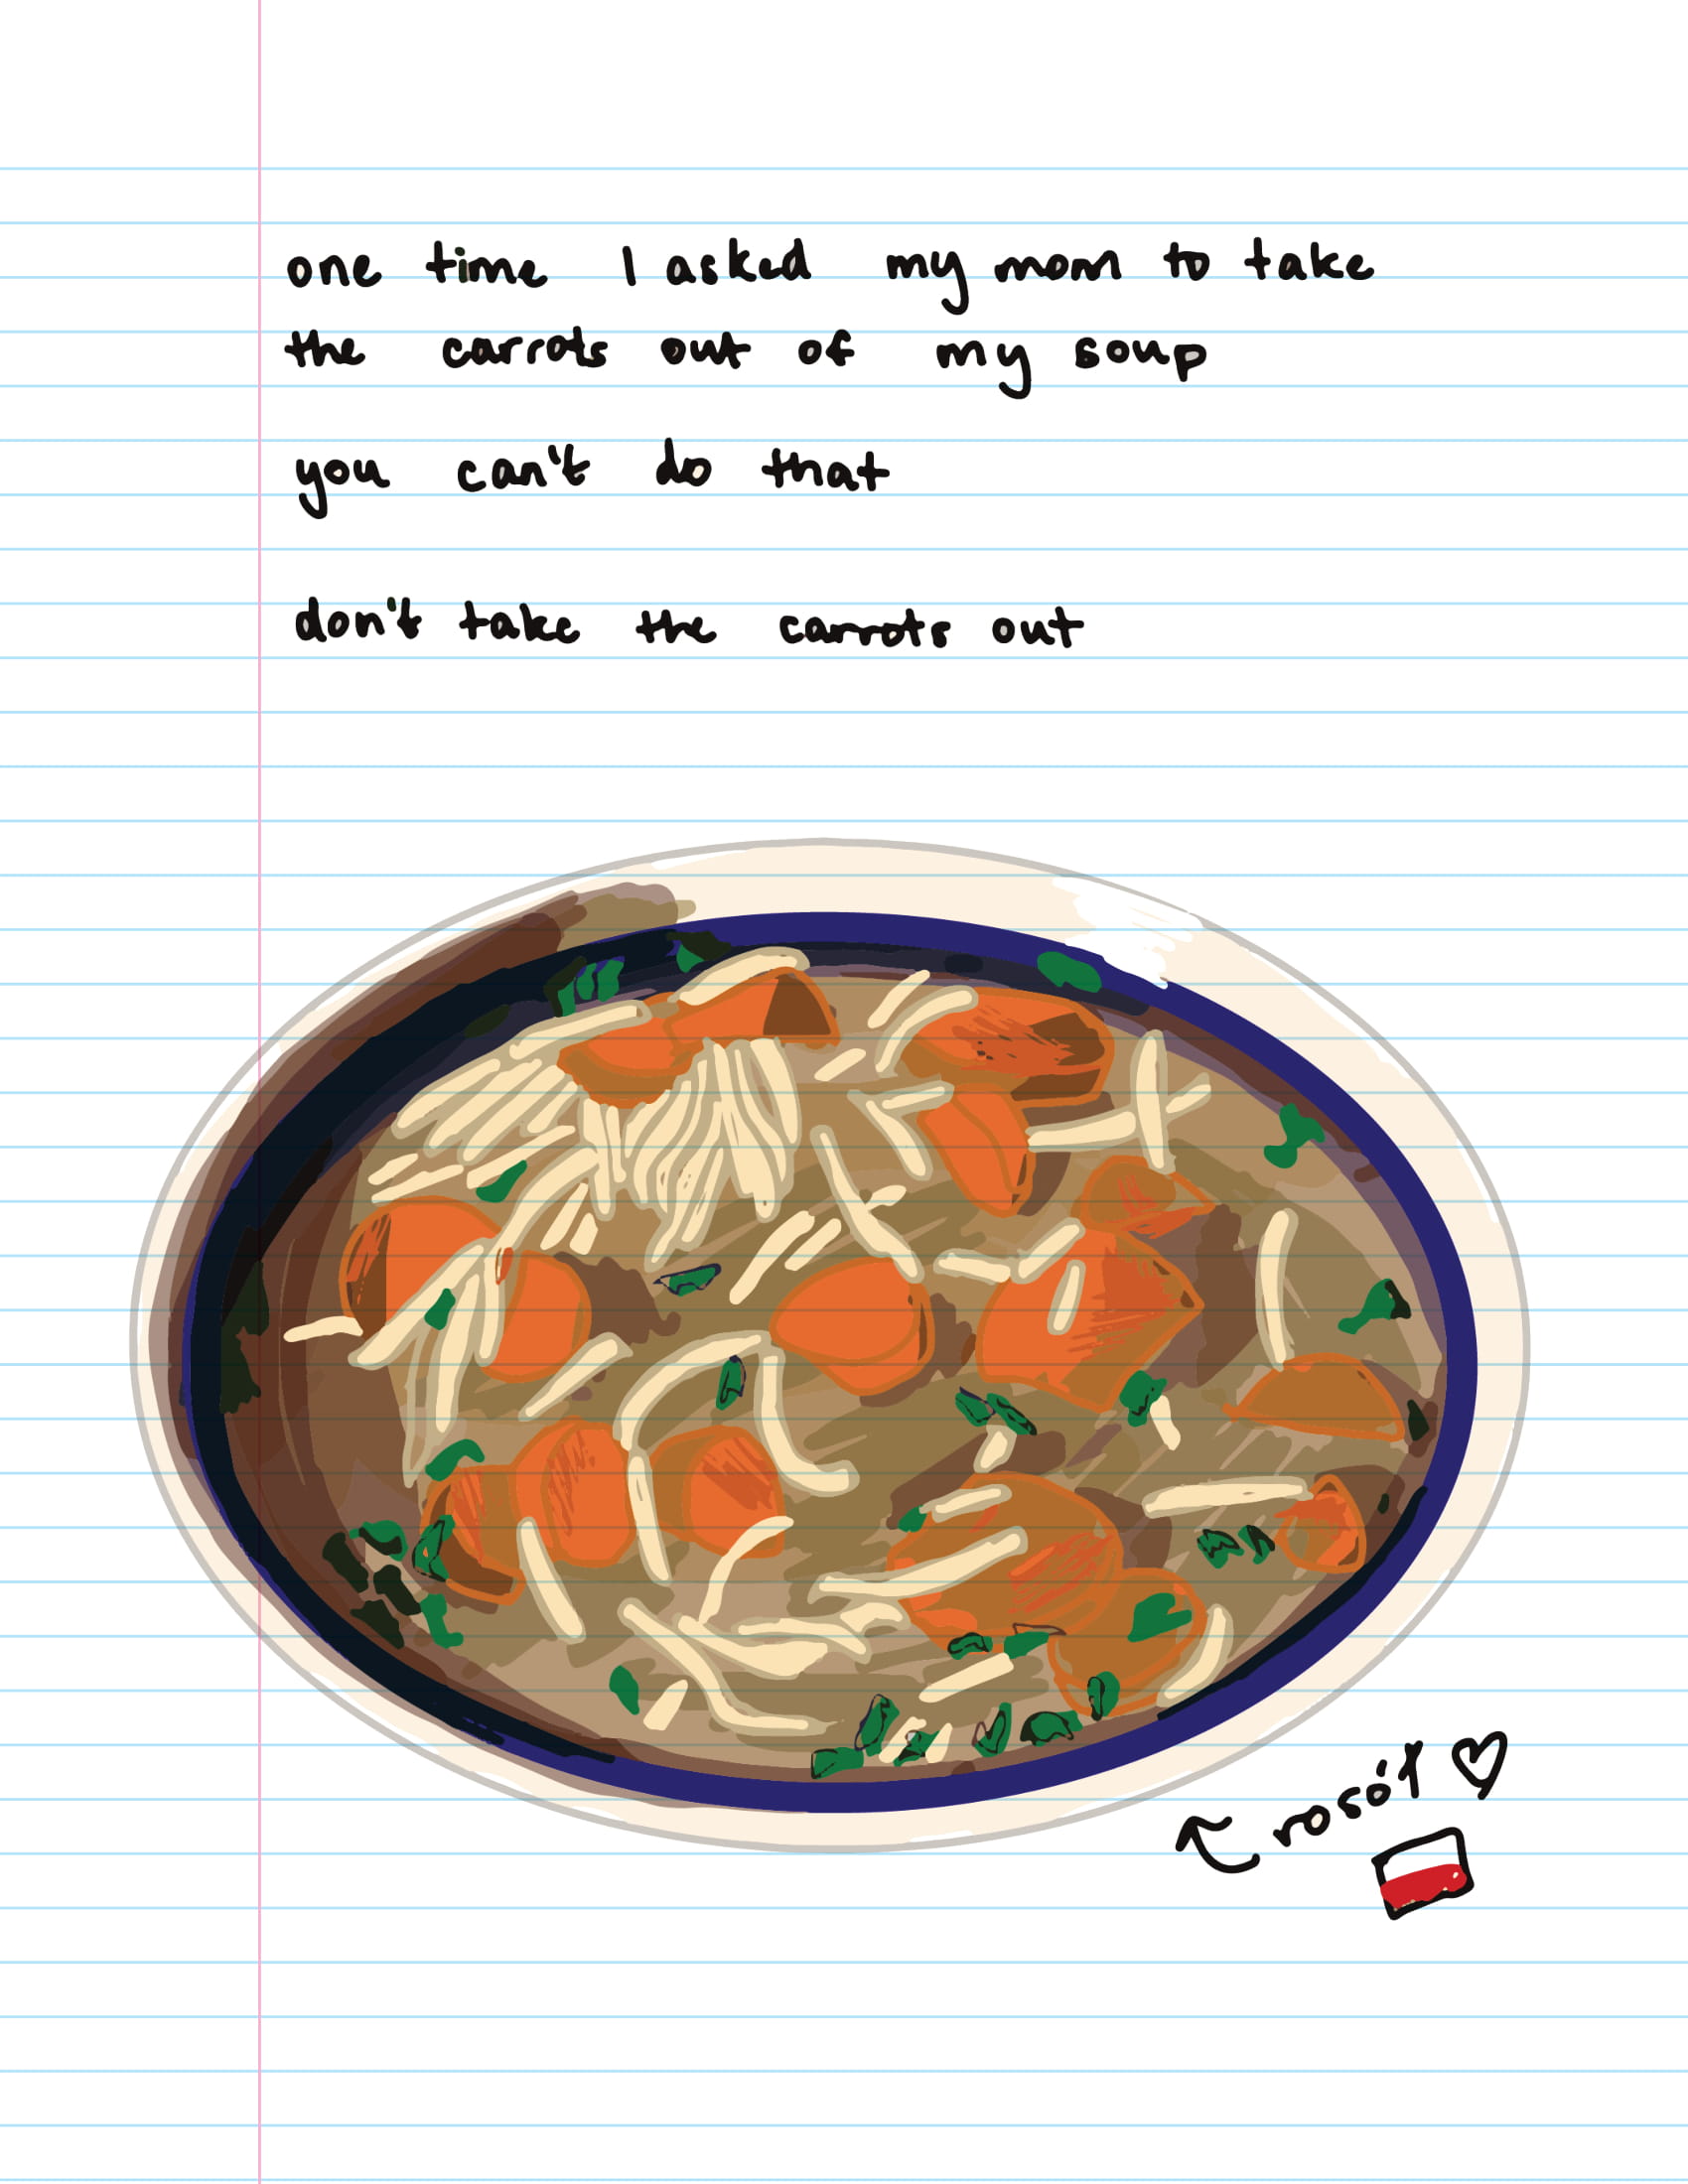 one time I asked my mom to take
the carrots out of my soup
you can't do that
don't take the carrots out
rosół